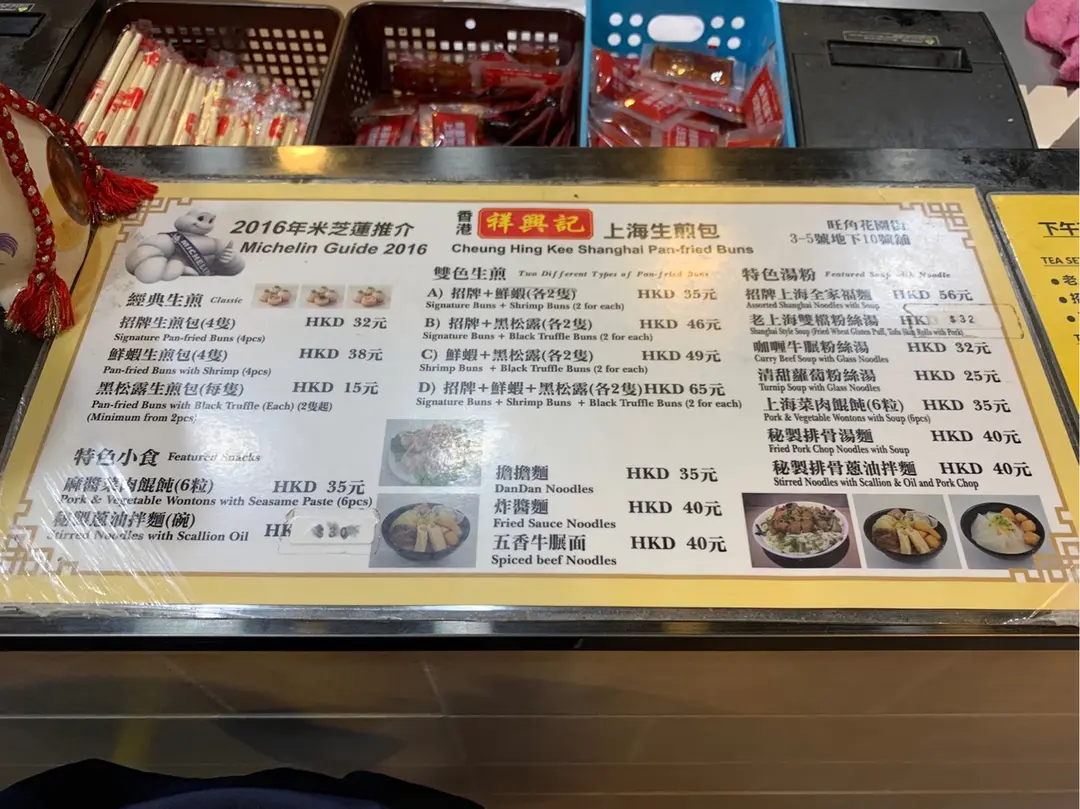 2016年米芝蓮推介
Michelin Guide 2016
MICHELIN
香港 祥興記 上海生煎包
Cheung Hing Kee Shanghai Pan-fried Buns
旺角花園街
3-5號地下10號舖
經典生煎 Classic
招牌生煎包(4隻) HKD 32元
Signature Pan-fried Buns (4pcs)
鮮蝦生煎包(4隻) HKD 38元
Pan-fried Buns with Shrimp (4pcs)
黑松露生煎包(每隻) HKD 15元
Pan-fried Buns with Black Truffle (Each) (2隻起)
(Minimum from 2pcs)
特色小食 Featured Snacks
麻醬菜肉餛飩(6粒) HKD 35元
Pork & Vegetable Wontons with Seasame Paste (6pcs)
秘製蔥油拌麵(碗) HK $30
Stirred Noodles with Scallion Oil
雙色生煎 Two Different Types of Pan-fried Buns
A) 招牌+鮮蝦(各2隻) HKD 35元
Signature Buns + Shrimp Buns (2 for each)
B) 招牌+黑松露(各2隻) HKD 46元
Signature Buns + Black Truffle Buns (2 for each)
C) 鮮蝦+黑松露(各2隻) HKD 49元
Shrimp Buns + Black Truffle Buns (2 for each)
D) 招牌+鮮蝦+黑松露(各2隻) HKD 65元
Signature Buns + Shrimp Buns + Black Truffle Buns (2 for each)
擔擔麵 HKD 35元
DanDan Noodles
炸醬麵 HKD 40元
Fried Sauce Noodles
五香牛𦟌面 HKD 40元
Spiced beef Noodles
特色湯粉 Featured Soup with Noodle
招牌上海全家福麵 HKD 56元
Assorted Shanghai Noodles with Soup
老上海雙檔粉絲湯 HKD $32
Shanghai Style Soup (Fried Wheat Gluten Puff, Tofu Skin Rolls with Pork)
咖喱牛𦟌粉絲湯 HKD 32元
Curry Beef Soup with Glass Noodles
清甜蘿蔔粉絲湯 HKD 25元
Turnip Soup with Glass Noodles
上海菜肉餛飩(6粒) HKD 35元
Pork & Vegetable Wontons with Soup (6pcs)
秘製排骨湯麵 HKD 40元
Fried Pork Chop Noodles with Soup
秘製排骨蔥油拌麵 HKD 40元
Stirred Noodles with Scallion & Oil and Pork Chop
下午
TEA SE